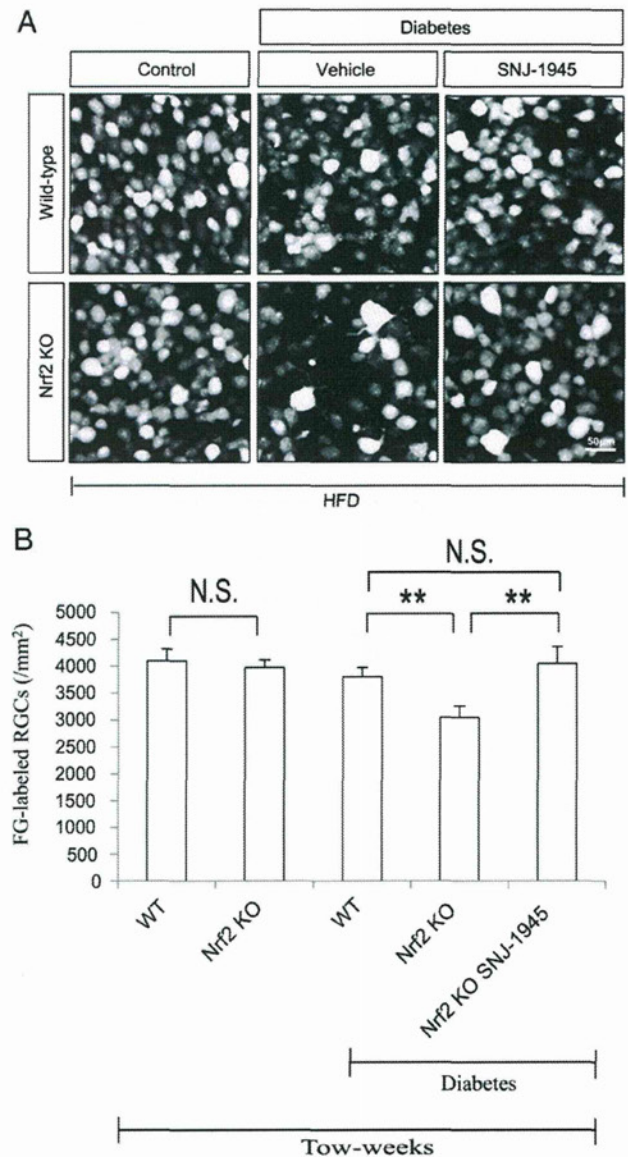 A
Diabetes
Control
Vehicle
SNJ-1945
Wild-type
Nrf2 KO
50μm
HFD
B
N.S.
N.S.
**
**
FG-labeled RGCs (/mm²)
5000
4500
4000
3500
3000
2500
2000
1500
1000
500
0
WT
Nrf2 KO
WT
Nrf2 KO
Nrf2 KO SNJ-1945
Diabetes
Tow-weeks